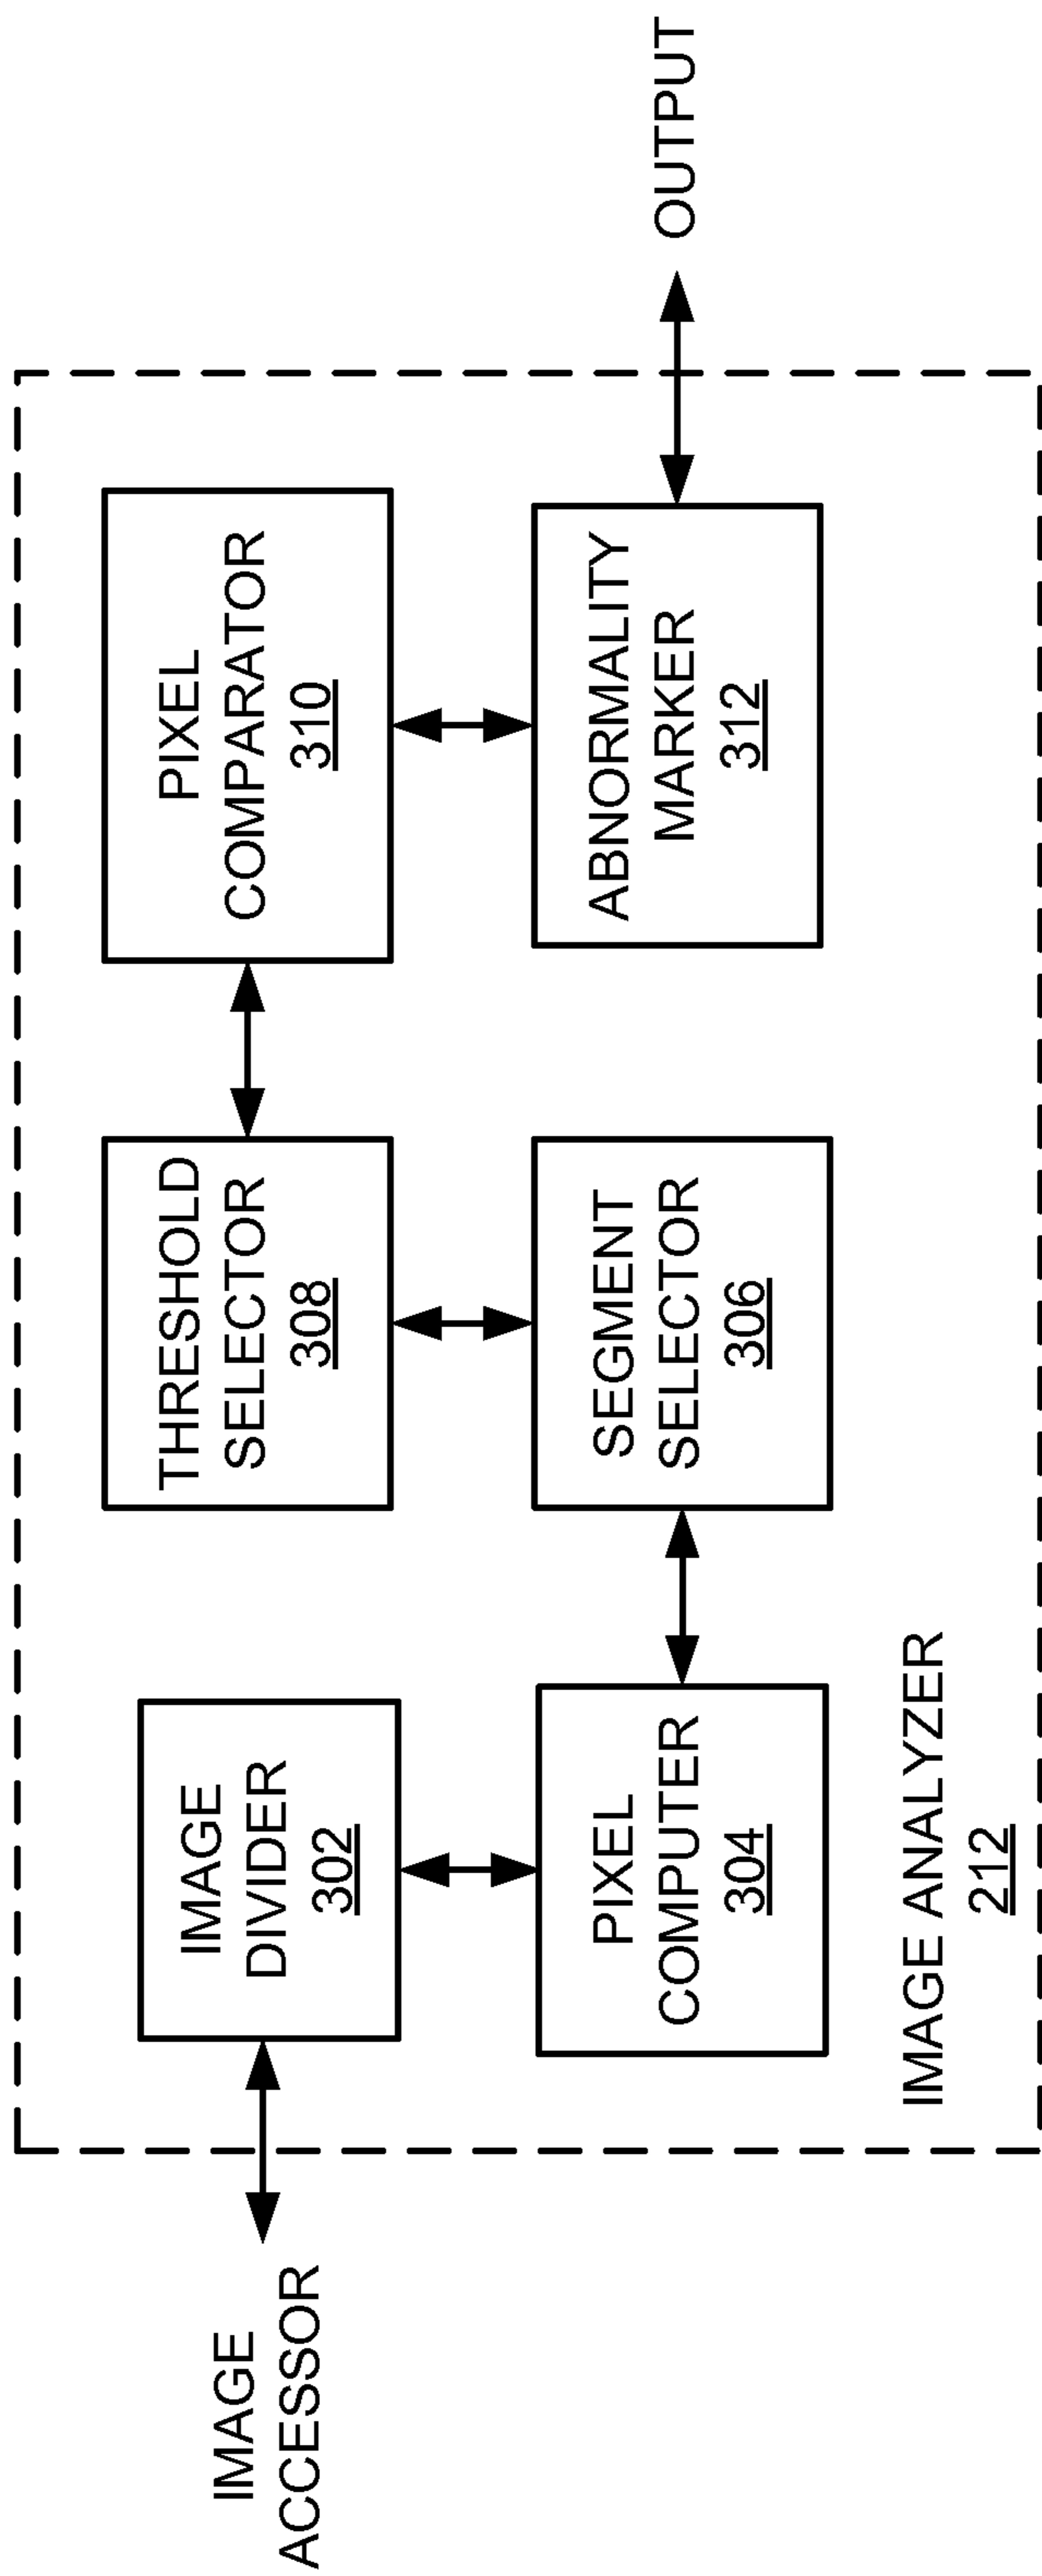 IMAGE
ACCESSOR
IMAGE
DIVIDER
302
PIXEL
COMPUTER
304
THRESHOLD
SELECTOR
308
SEGMENT
SELECTOR
306
PIXEL
COMPARATOR
310
ABNORMALITY
MARKER
312
OUTPUT
IMAGE ANALYZER
212